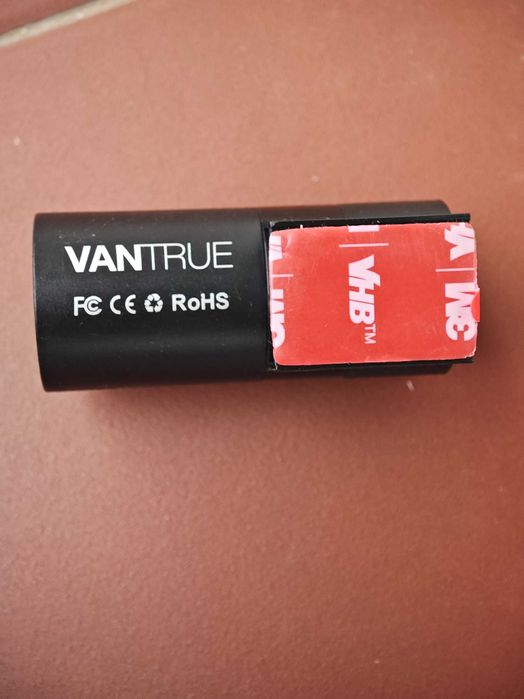 VANTRUE
FC CE RoHS
VHB™
3M